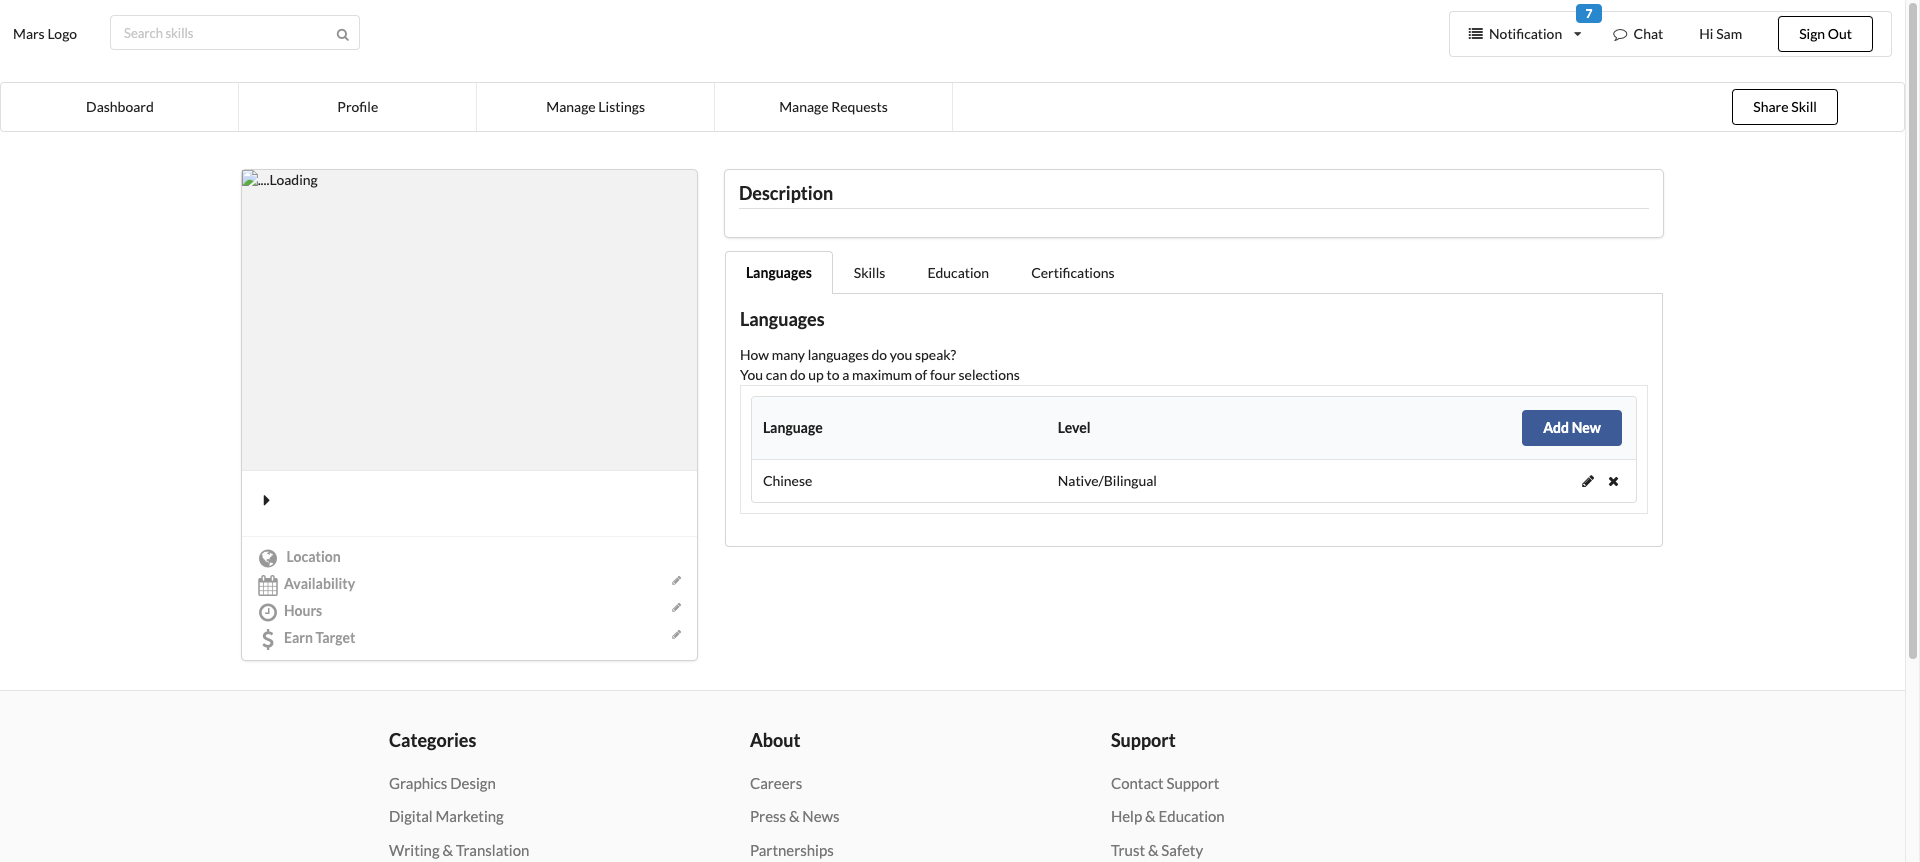 Mars Logo
Search skills
7
Notification
Chat
Hi Sam
Sign Out
Dashboard
Profile
Manage Listings
Manage Requests
Share Skill
....Loading
Location
Availability
Hours
Earn Target
Description
Languages
Skills
Education
Certifications
Languages
How many languages do you speak?
You can do up to a maximum of four selections
Language
Level
Add New
Chinese
Native/Bilingual
Categories
Graphics Design
Digital Marketing
Writing & Translation
About
Careers
Press & News
Partnerships
Support
Contact Support
Help & Education
Trust & Safety